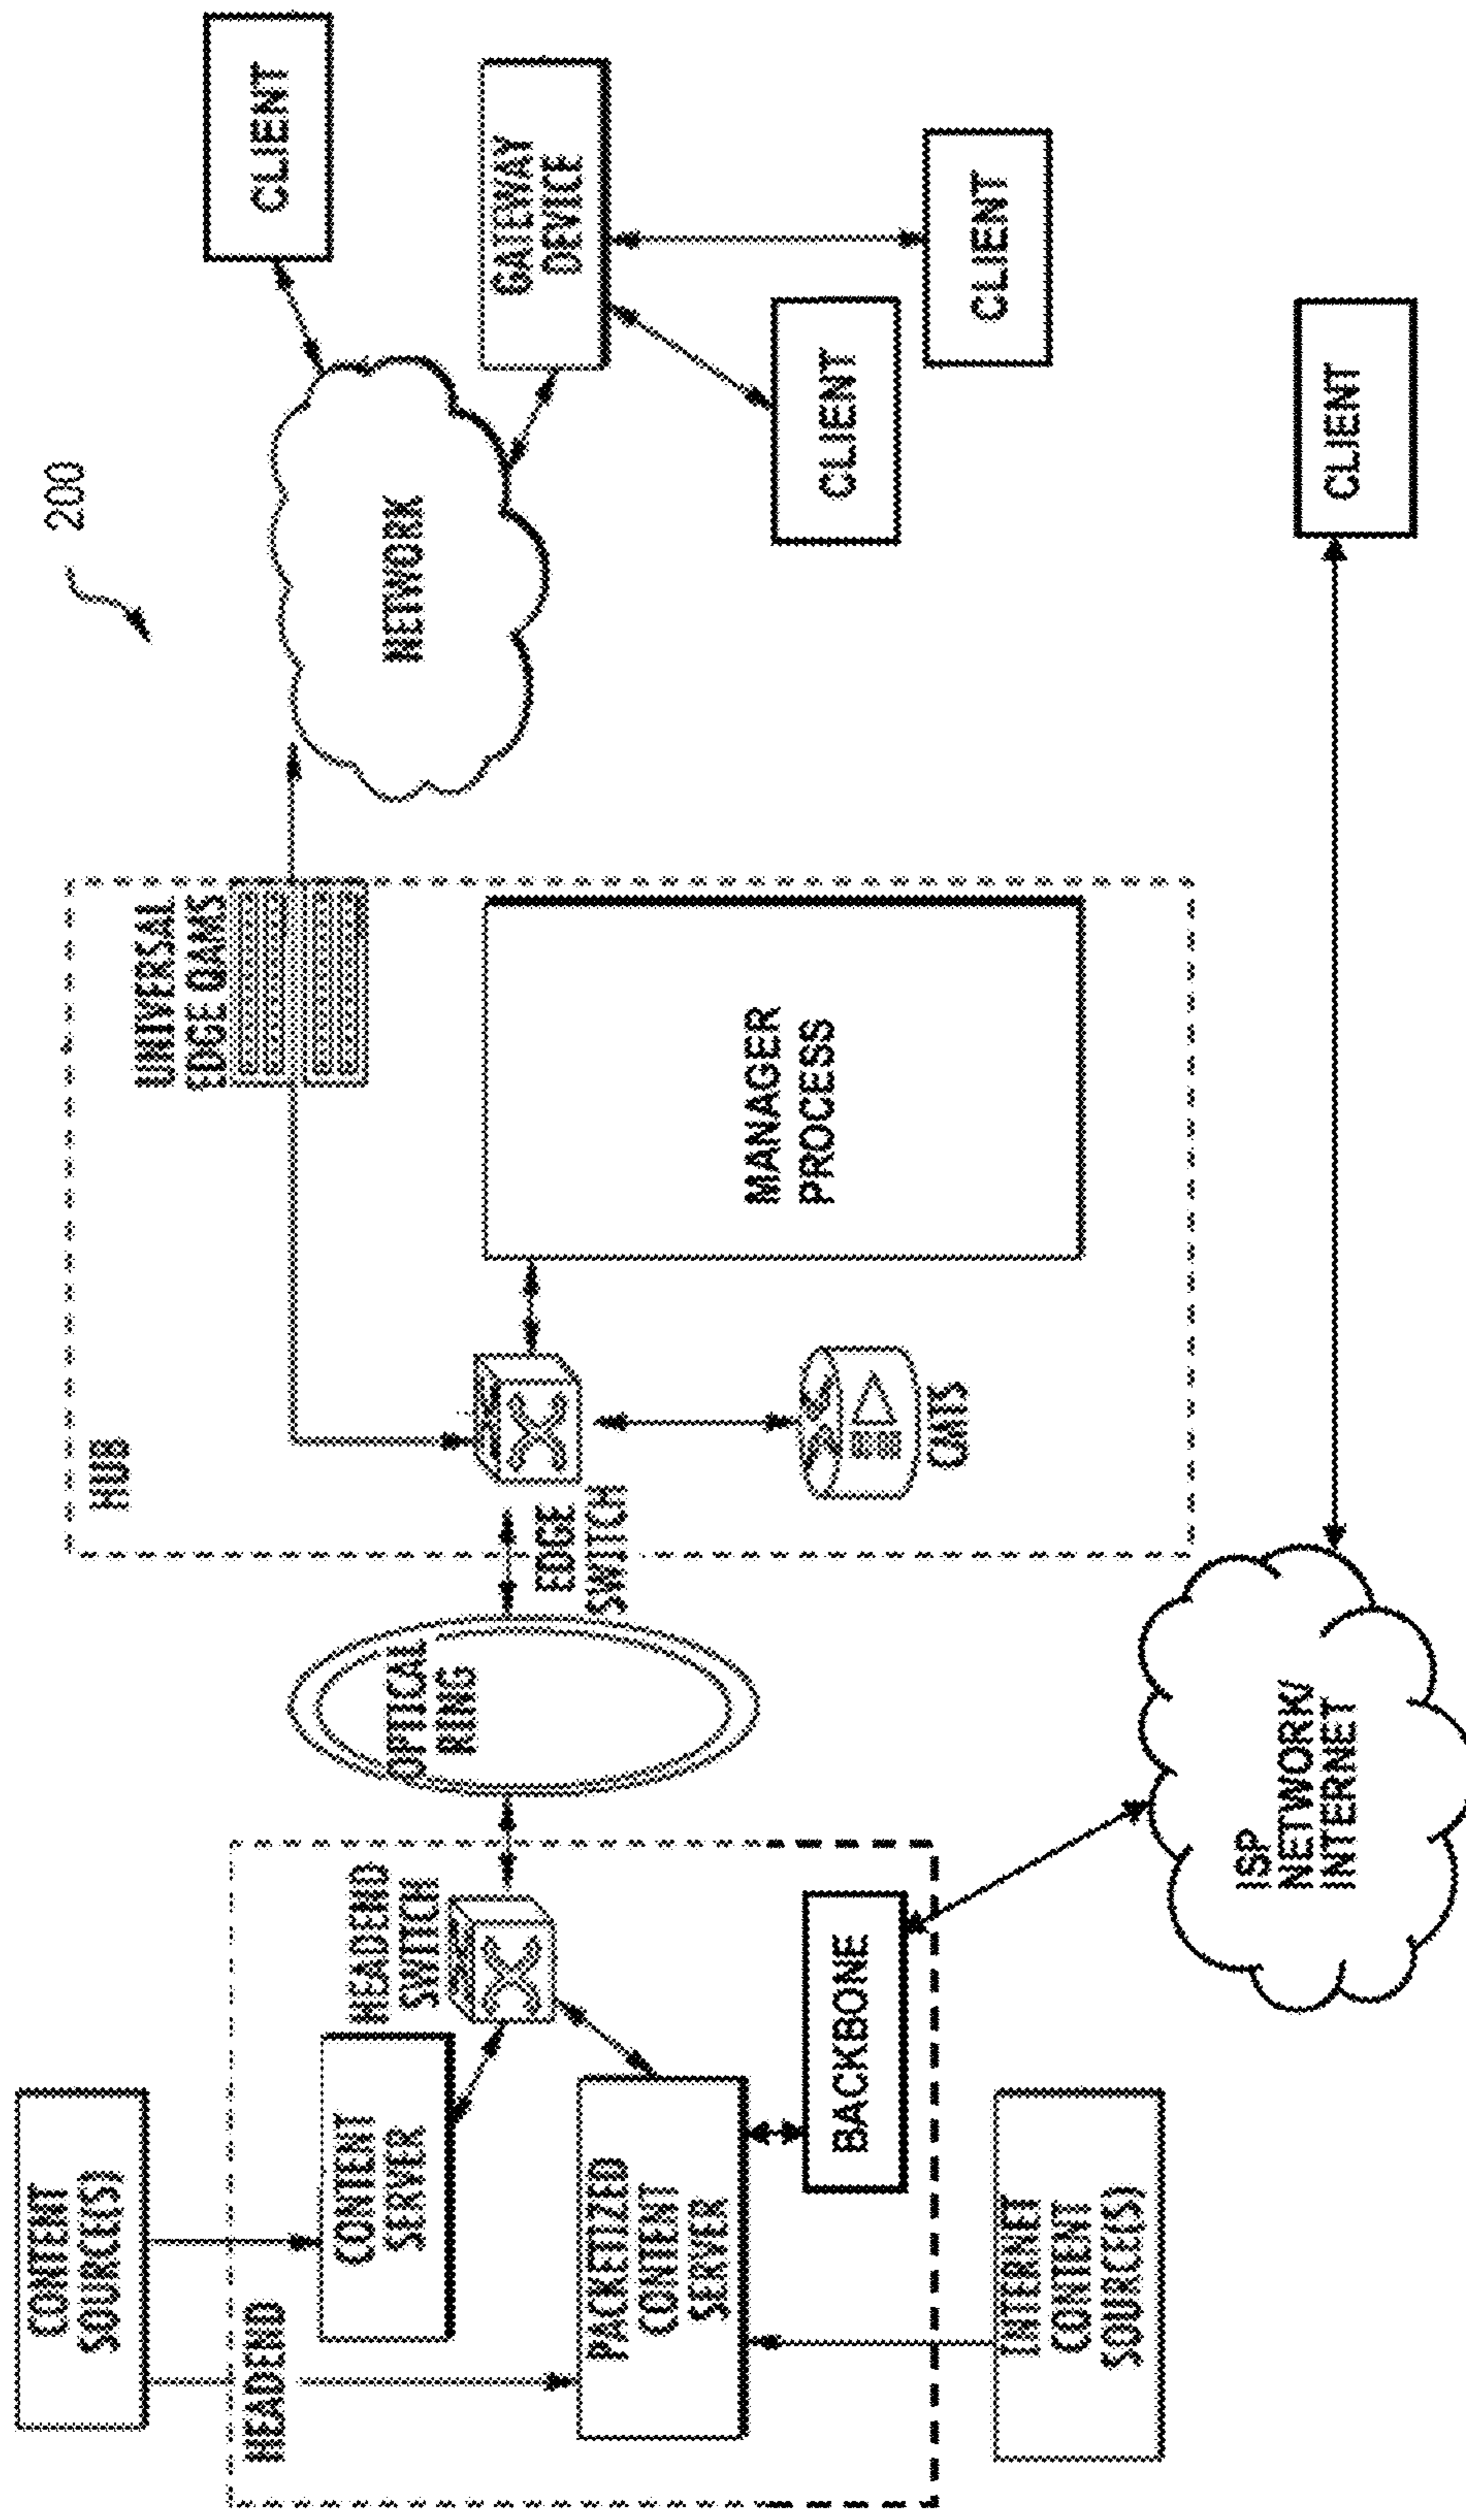 200
CONTENT
SOURCE(S)
HEADEND
CONTENT
SERVER
HEADEND
SWITCH
PACKETIZED
CONTENT
SERVER
BACKBONE
INTERNET
CONTENT
SOURCE(S)
OPTICAL
RING
HUB
EDGE
SWITCH
UNIVERSAL
EDGE QAMS
MANAGER
PROCESS
CMTS
NETWORK
CLIENT
GATEWAY
DEVICE
CLIENT
CLIENT
ISP
NETWORK/
INTERNET
CLIENT